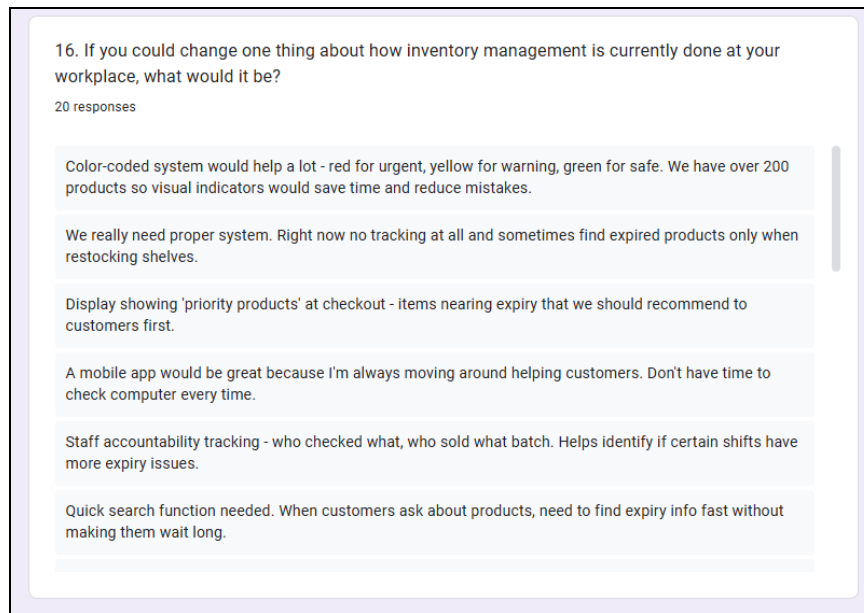 16. If you could change one thing about how inventory management is currently done at your
workplace, what would it be?
20 responses
Color-coded system would help a lot - red for urgent, yellow for warning, green for safe. We have over 200
products so visual indicators would save time and reduce mistakes.
We really need proper system. Right now no tracking at all and sometimes find expired products only when
restocking shelves.
Display showing 'priority products' at checkout - items nearing expiry that we should recommend to
customers first.
A mobile app would be great because I'm always moving around helping customers. Don't have time to
check computer every time.
Staff accountability tracking - who checked what, who sold what batch. Helps identify if certain shifts have
more expiry issues.
Quick search function needed. When customers ask about products, need to find expiry info fast without
making them wait long.